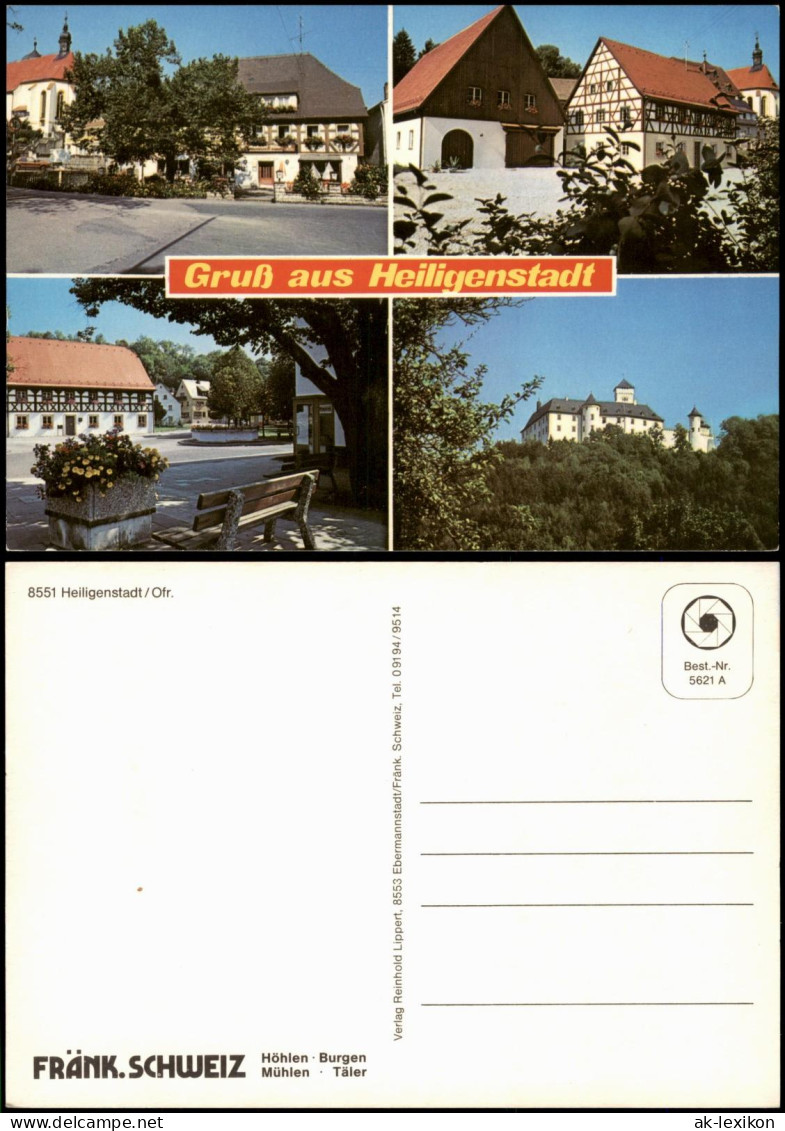 Gruß aus Heiligenstadt
8551 Heiligenstadt / Ofr.
Best.-Nr.
5621 A
Verlag Reinhold Lippert, 8553 Ebermannstadt/Fränk. Schweiz, Tel. 09194/9514
FRÄNK. SCHWEIZ
Höhlen · Burgen
Mühlen · Täler
ak-lexikon